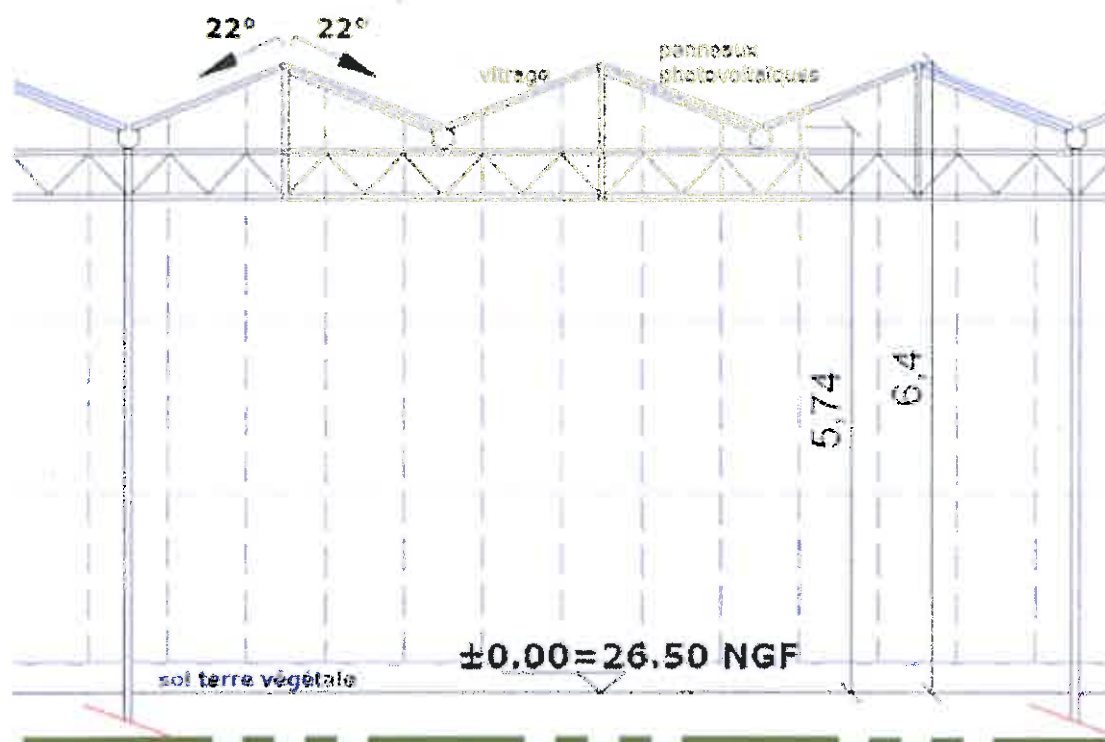 22° 22°
vitrage
panneaux
photovoltaïques
5,74
6,4
±0.00=26.50 NGF
sol terre végétale